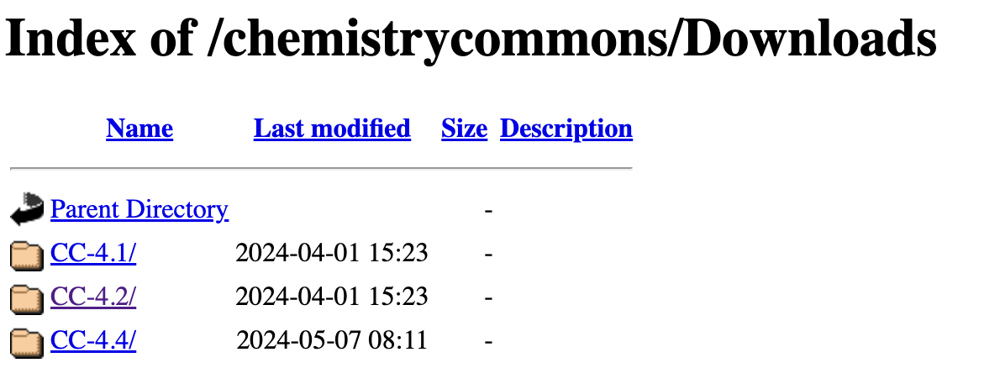 Index of /chemistrycommons/Downloads
Name Last modified Size Description
Parent Directory -
CC-4.1/ 2024-04-01 15:23 -
CC-4.2/ 2024-04-01 15:23 -
CC-4.4/ 2024-05-07 08:11 -